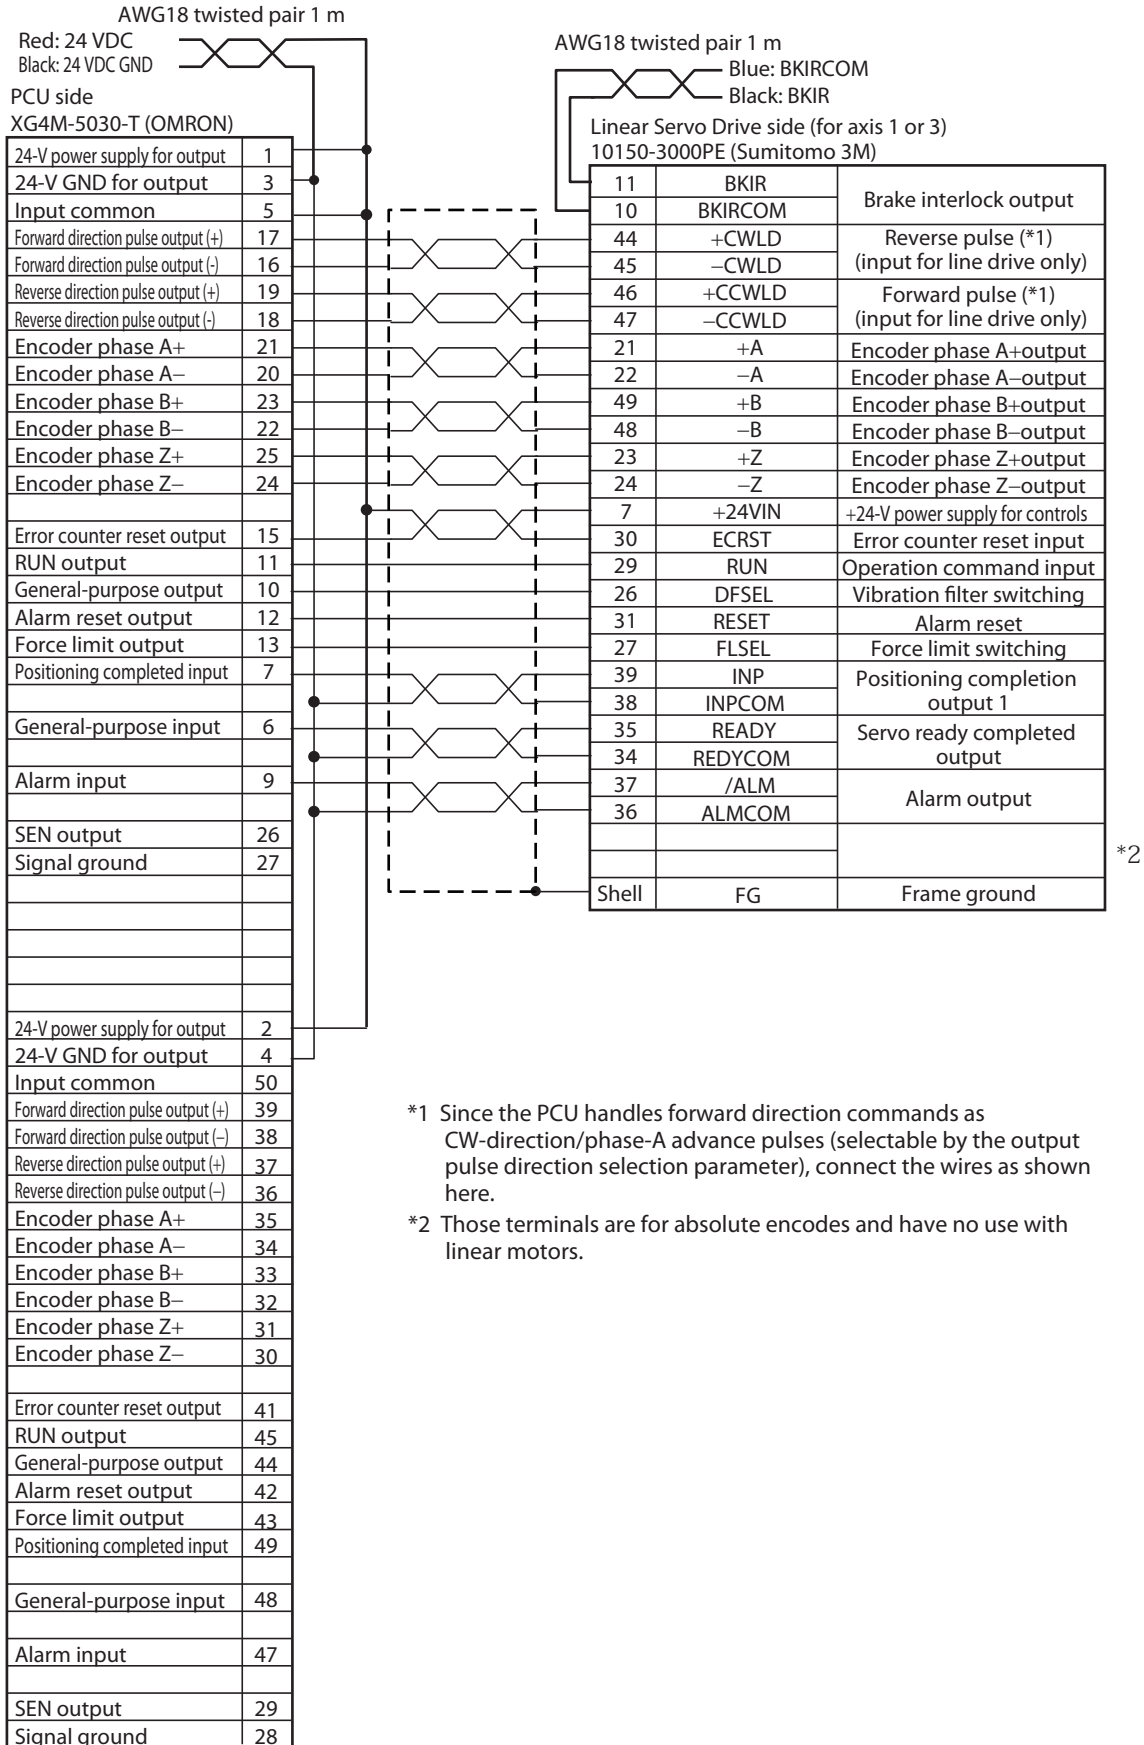 AWG18 twisted pair 1 m
Red: 24 VDC
Black: 24 VDC GND
PCU side
XG4M-5030-T (OMRON)
24-V power supply for output 1
24-V GND for output 3
Input common 5
Forward direction pulse output (+) 17
Forward direction pulse output (-) 16
Reverse direction pulse output (+) 19
Reverse direction pulse output (-) 18
Encoder phase A+ 21
Encoder phase A− 20
Encoder phase B+ 23
Encoder phase B− 22
Encoder phase Z+ 25
Encoder phase Z− 24
Error counter reset output 15
RUN output 11
General-purpose output 10
Alarm reset output 12
Force limit output 13
Positioning completed input 7
General-purpose input 6
Alarm input 9
SEN output 26
Signal ground 27
24-V power supply for output 2
24-V GND for output 4
Input common 50
Forward direction pulse output (+) 39
Forward direction pulse output (−) 38
Reverse direction pulse output (+) 37
Reverse direction pulse output (−) 36
Encoder phase A+ 35
Encoder phase A− 34
Encoder phase B+ 33
Encoder phase B− 32
Encoder phase Z+ 31
Encoder phase Z− 30
Error counter reset output 41
RUN output 45
General-purpose output 44
Alarm reset output 42
Force limit output 43
Positioning completed input 49
General-purpose input 48
Alarm input 47
SEN output 29
Signal ground 28
AWG18 twisted pair 1 m
Blue: BKIRCOM
Black: BKIR
Linear Servo Drive side (for axis 1 or 3)
10150-3000PE (Sumitomo 3M)
11 BKIR
Brake interlock output
10 BKIRCOM
44 +CWLD Reverse pulse (*1)
45 −CWLD (input for line drive only)
46 +CCWLD Forward pulse (*1)
47 −CCWLD (input for line drive only)
21 +A Encoder phase A+output
22 −A Encoder phase A−output
49 +B Encoder phase B+output
48 −B Encoder phase B−output
23 +Z Encoder phase Z+output
24 −Z Encoder phase Z−output
7 +24VIN +24-V power supply for controls
30 ECRST Error counter reset input
29 RUN Operation command input
26 DFSEL Vibration filter switching
31 RESET Alarm reset
27 FLSEL Force limit switching
39 INP Positioning completion
38 INPCOM output 1
35 READY Servo ready completed
34 REDYCOM output
37 /ALM
Alarm output
36 ALMCOM
*2
Shell FG Frame ground
*1 Since the PCU handles forward direction commands as
CW-direction/phase-A advance pulses (selectable by the output
pulse direction selection parameter), connect the wires as shown
here.
*2 Those terminals are for absolute encodes and have no use with
linear motors.